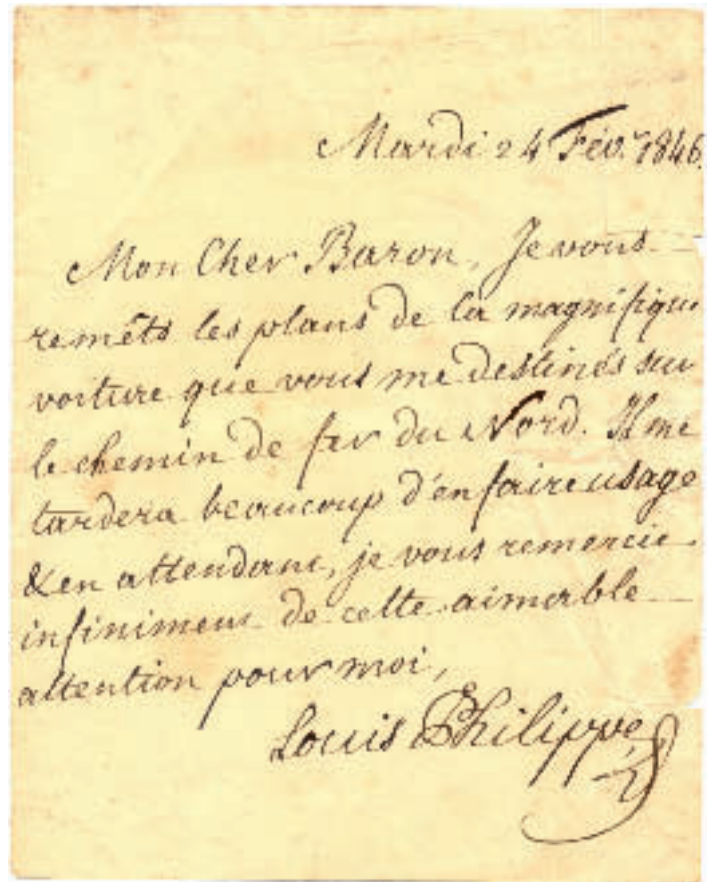 Mardi 24 Fév.r 1846.
Mon Cher Baron, Je vous
remêts les plans de la magnifique
voiture que vous me destinés sur
le chemin de fer du Nord. Il me
tardera beaucoup d'en faire usage
& en attendant, je vous remercie
infiniment de cette aimable
attention pour moi,
Louis Philippe